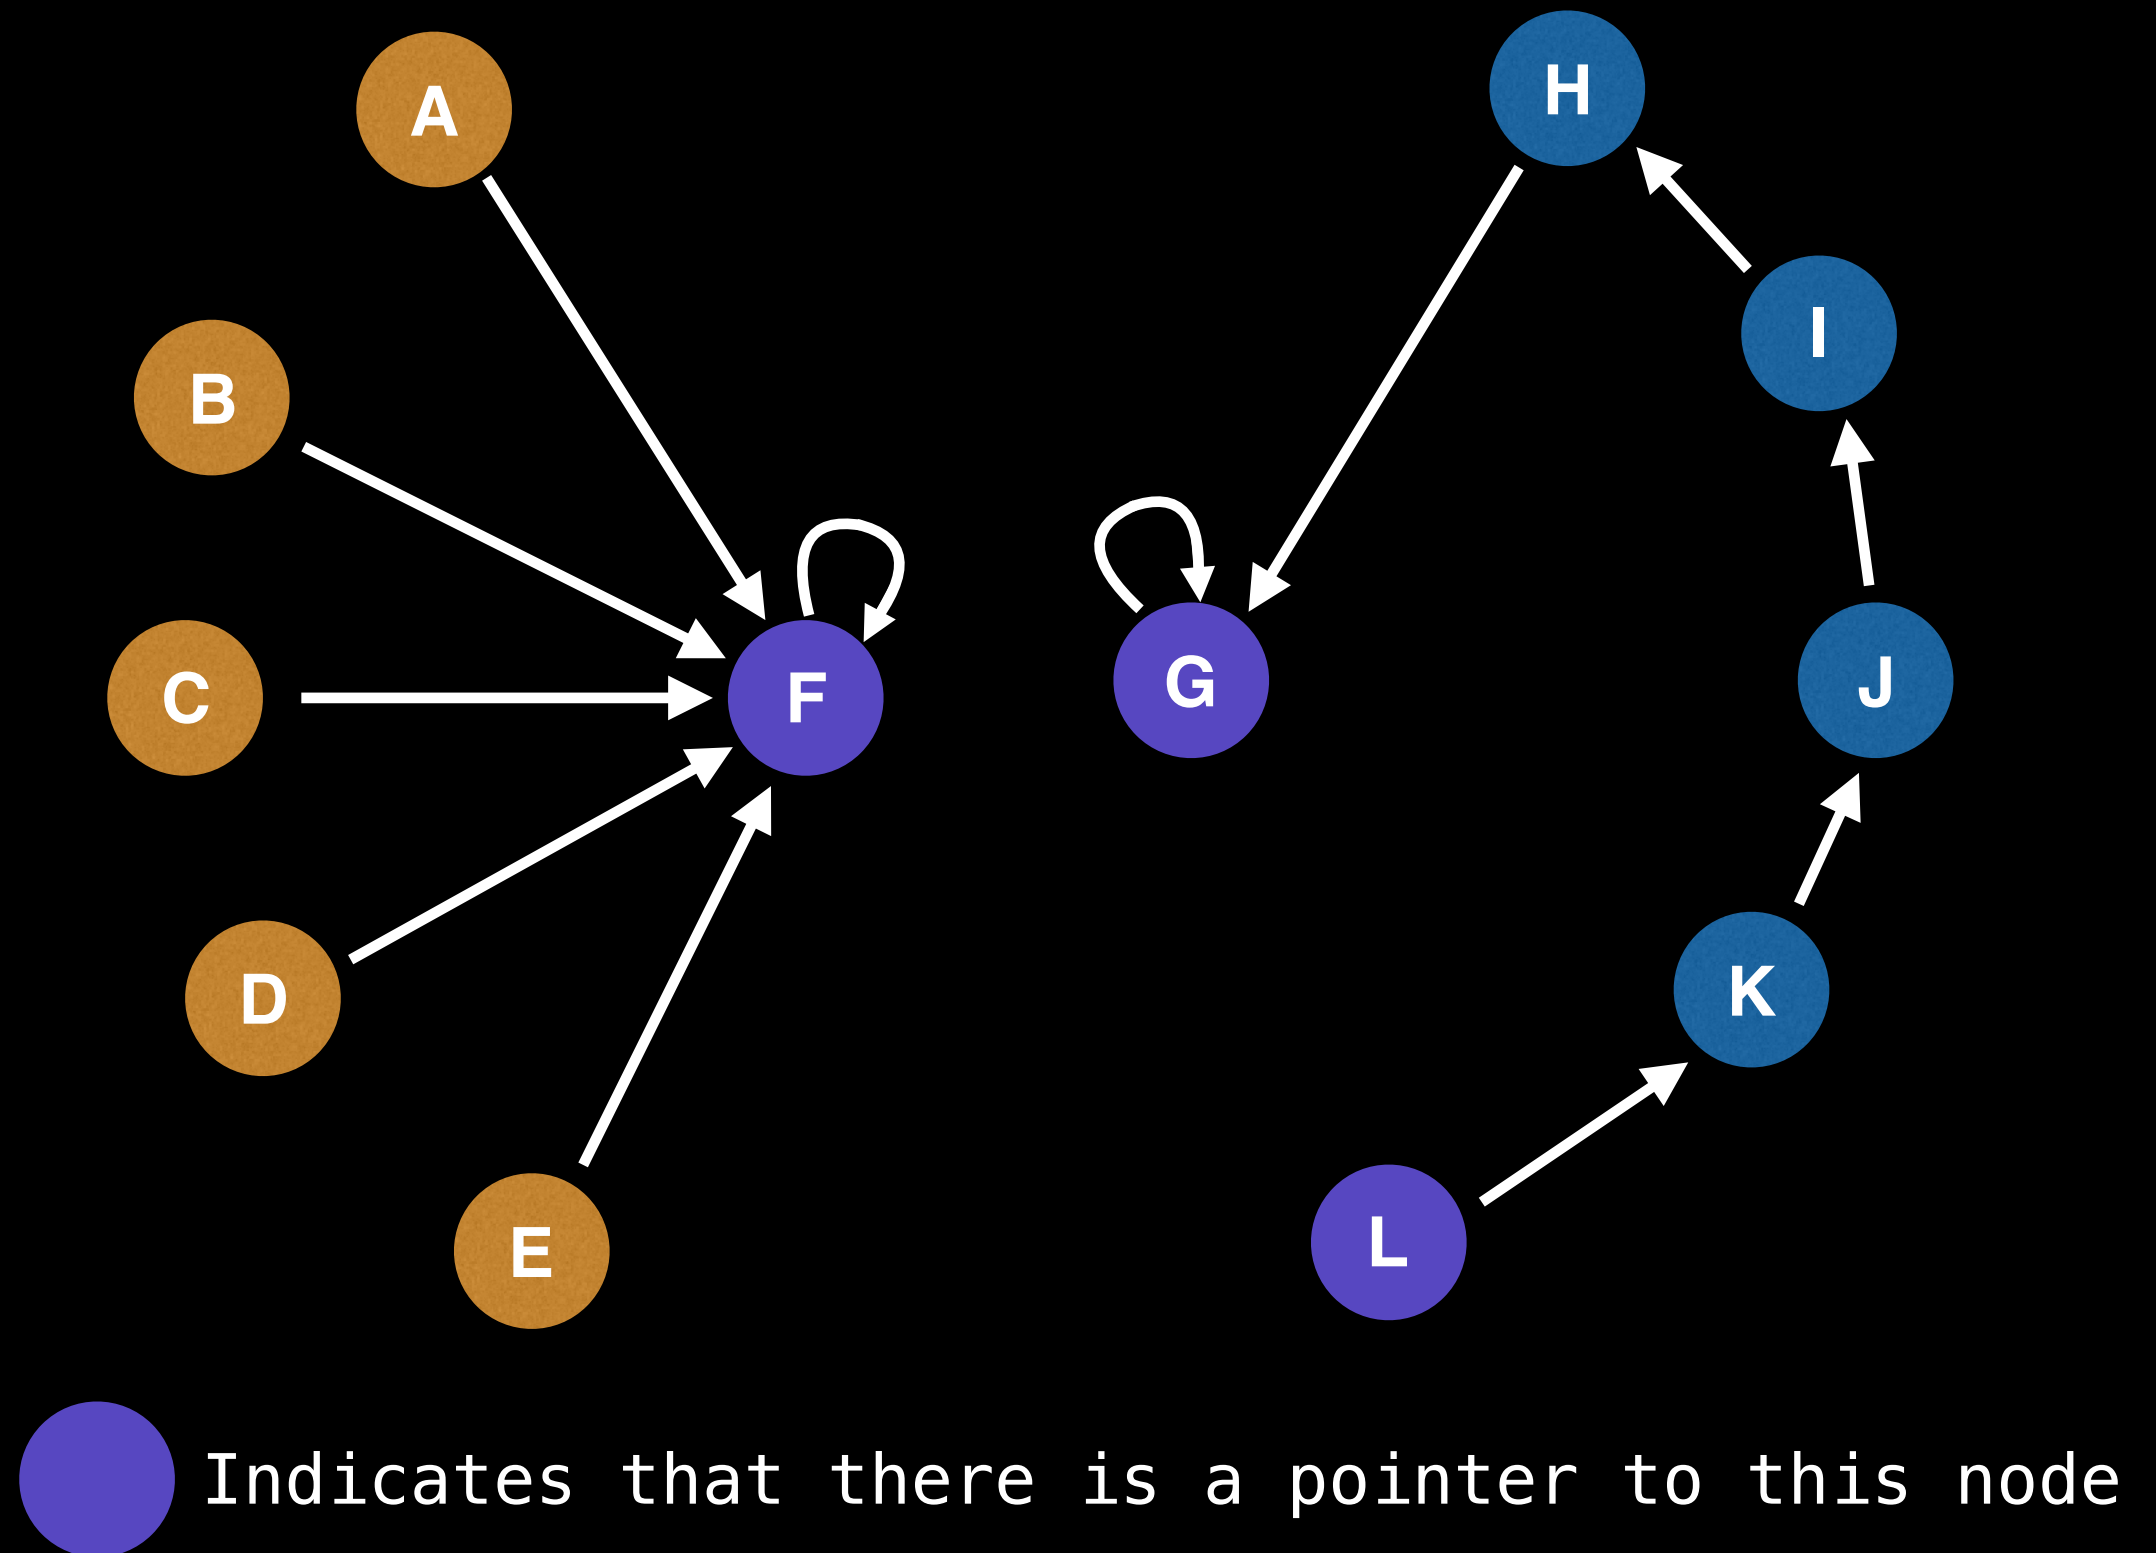 A
H
I
B
F
G
C
J
D
K
E
L
Indicates that there is a pointer to this node